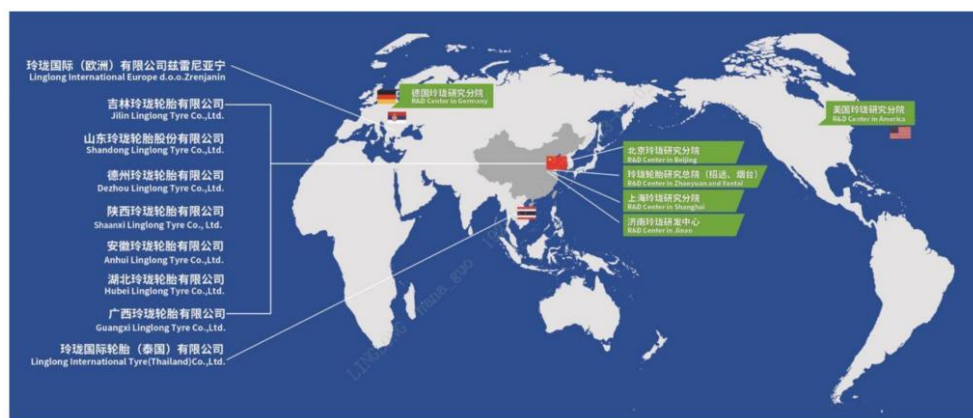 玲珑国际（欧洲）有限公司兹雷尼亚宁
Linglong International Europe d.o.o.Zrenjanin
吉林玲珑轮胎有限公司
Jilin Linglong Tyre Co.,Ltd.
山东玲珑轮胎股份有限公司
Shandong Linglong Tyre Co.,Ltd.
德州玲珑轮胎有限公司
Dezhou Linglong Tyre Co.,Ltd.
陕西玲珑轮胎有限公司
Shaanxi Linglong Tyre Co., Ltd.
安徽玲珑轮胎有限公司
Anhui Linglong Tyre Co.,Ltd.
湖北玲珑轮胎有限公司
Hubei Linglong Tyre Co.,Ltd.
广西玲珑轮胎有限公司
Guangxi Linglong Tyre Co.,Ltd.
玲珑国际轮胎（泰国）有限公司
Linglong International Tyre(Thailand)Co.,Ltd.
德国玲珑研究分院
R&D Center in Germany
美国玲珑研究分院
R&D Center in America
北京玲珑研究分院
R&D Center in Beijing
玲珑轮胎研究总院（招远、烟台）
R&D Center in Zhaoyuan and Yantai
上海玲珑研究分院
R&D Center in Shanghai
济南玲珑研发中心
R&D Center in Jinan